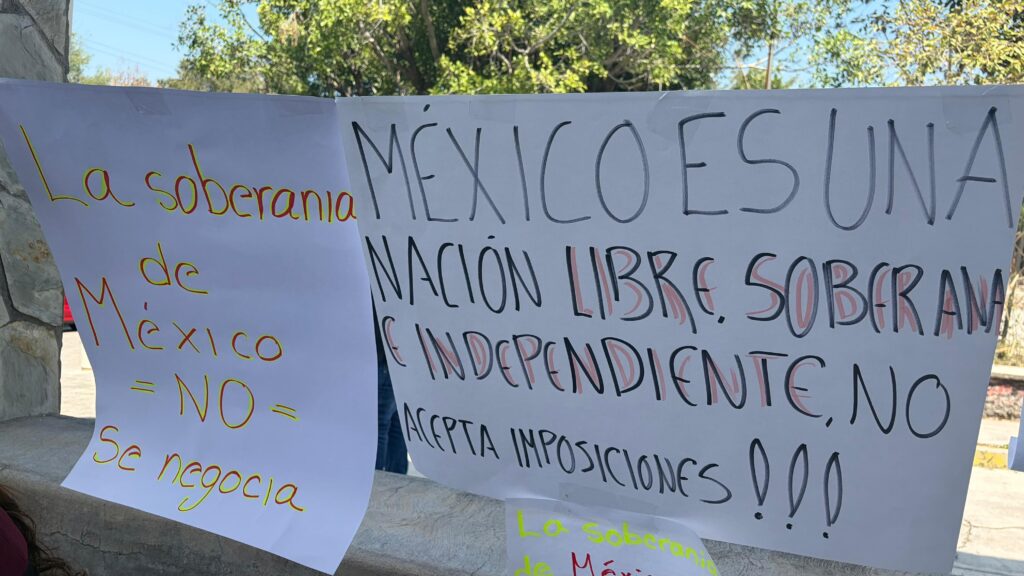 La soberania
de
México
= NO =
Se negocia
MÉXICO ES UNA
NACIÓN LIBRE, SOBERANA
E INDEPENDIENTE, NO
ACEPTA IMPOSICIONES !!!
La soberania
de México